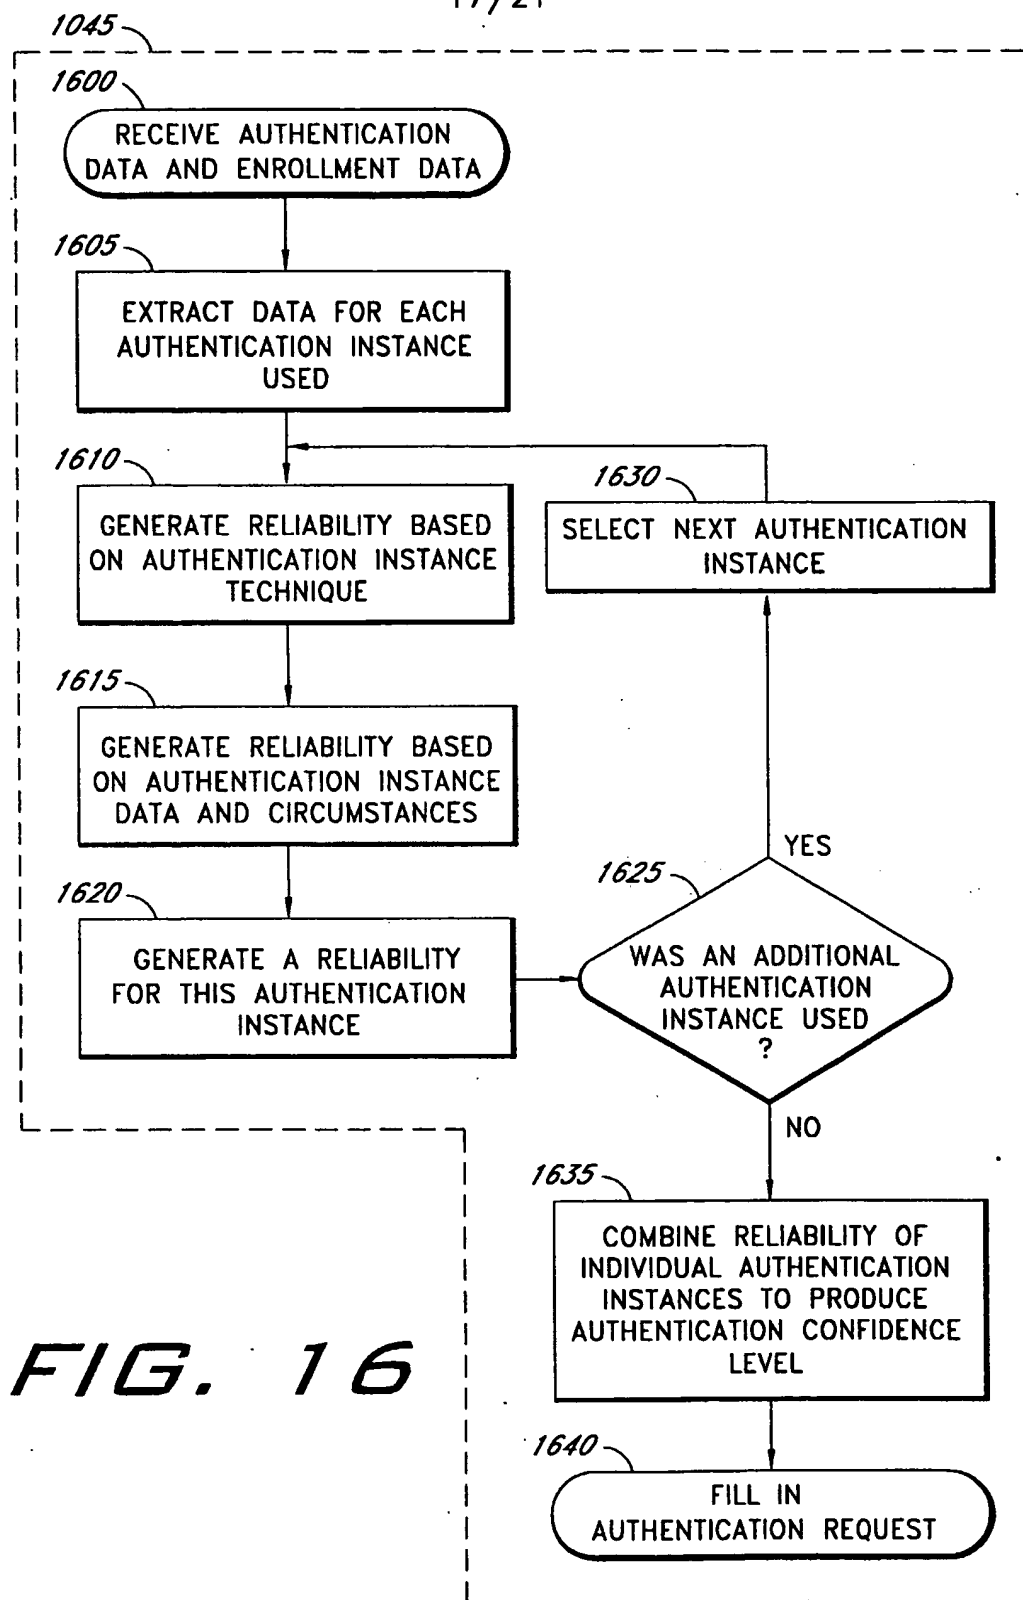 17/21
1045
1600
RECEIVE AUTHENTICATION
DATA AND ENROLLMENT DATA
1605
EXTRACT DATA FOR EACH
AUTHENTICATION INSTANCE
USED
1610
GENERATE RELIABILITY BASED
ON AUTHENTICATION INSTANCE
TECHNIQUE
1630
SELECT NEXT AUTHENTICATION
INSTANCE
1615
GENERATE RELIABILITY BASED
ON AUTHENTICATION INSTANCE
DATA AND CIRCUMSTANCES
1620
GENERATE A RELIABILITY
FOR THIS AUTHENTICATION
INSTANCE
YES
1625
WAS AN ADDITIONAL
AUTHENTICATION
INSTANCE USED
?
NO
1635
COMBINE RELIABILITY OF
INDIVIDUAL AUTHENTICATION
INSTANCES TO PRODUCE
AUTHENTICATION CONFIDENCE
LEVEL
1640
FILL IN
AUTHENTICATION REQUEST
FIG. 16